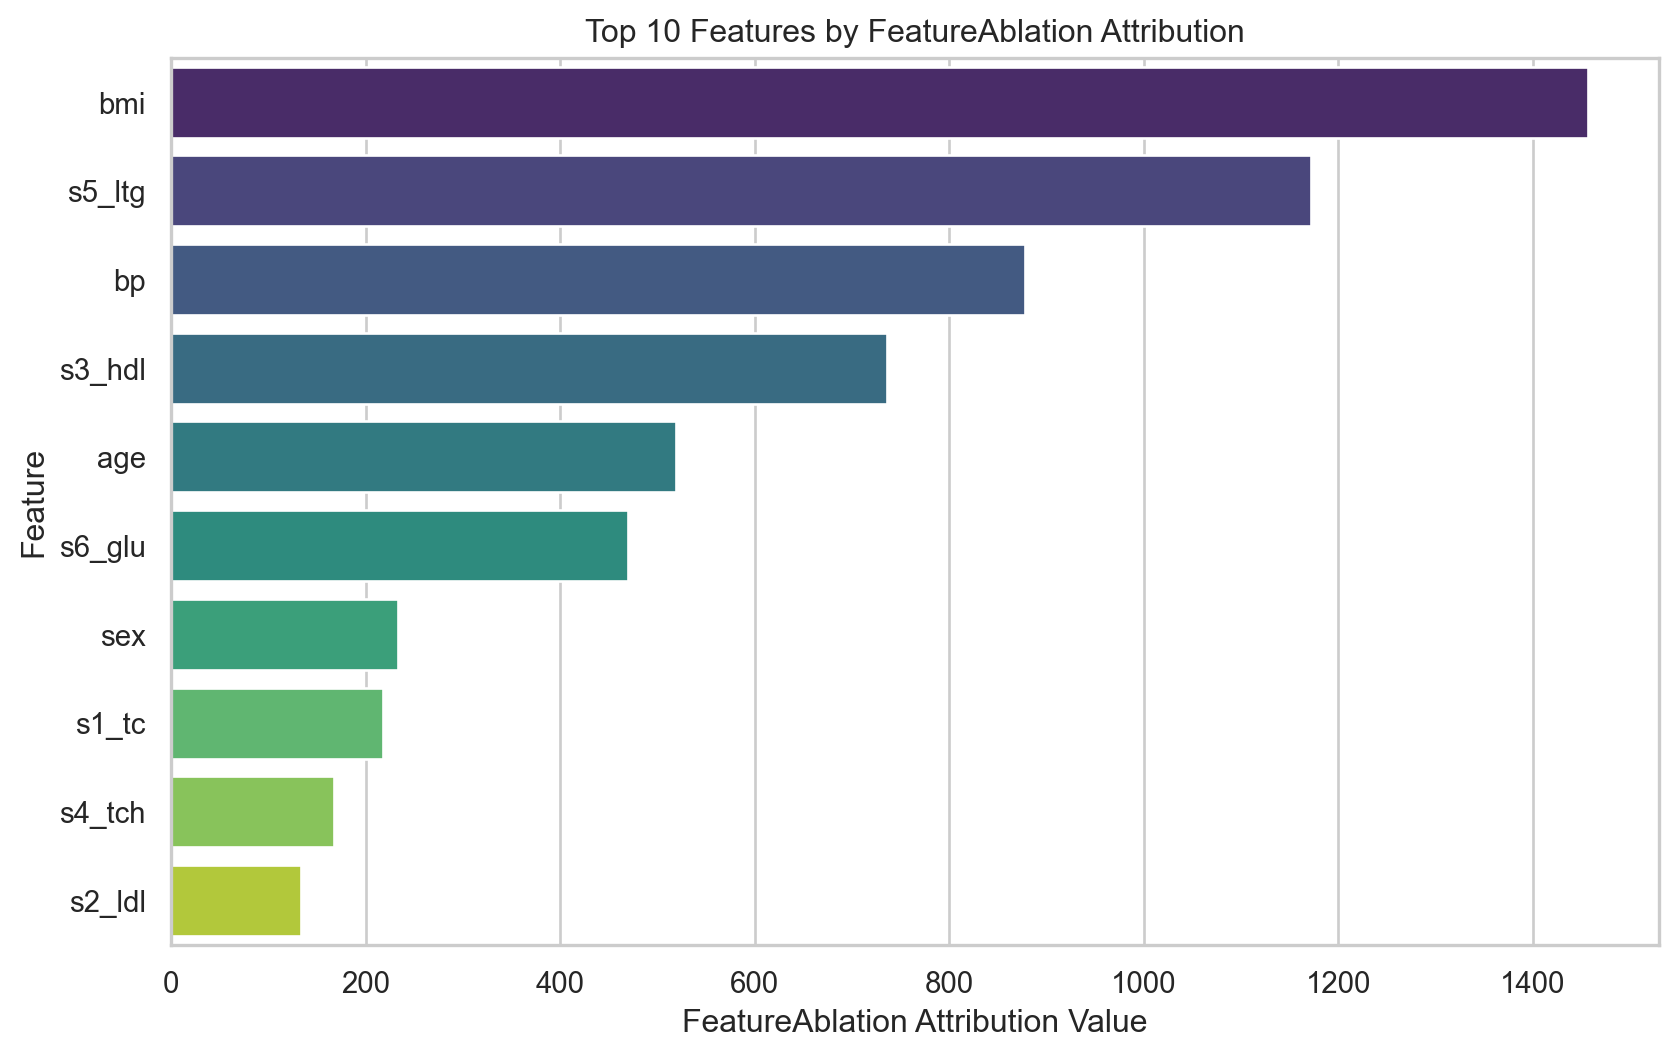 Top 10 Features by FeatureAblation Attribution
Feature
bmi
s5_ltg
bp
s3_hdl
age
s6_glu
sex
s1_tc
s4_tch
s2_ldl
0 200 400 600 800 1000 1200 1400
FeatureAblation Attribution Value